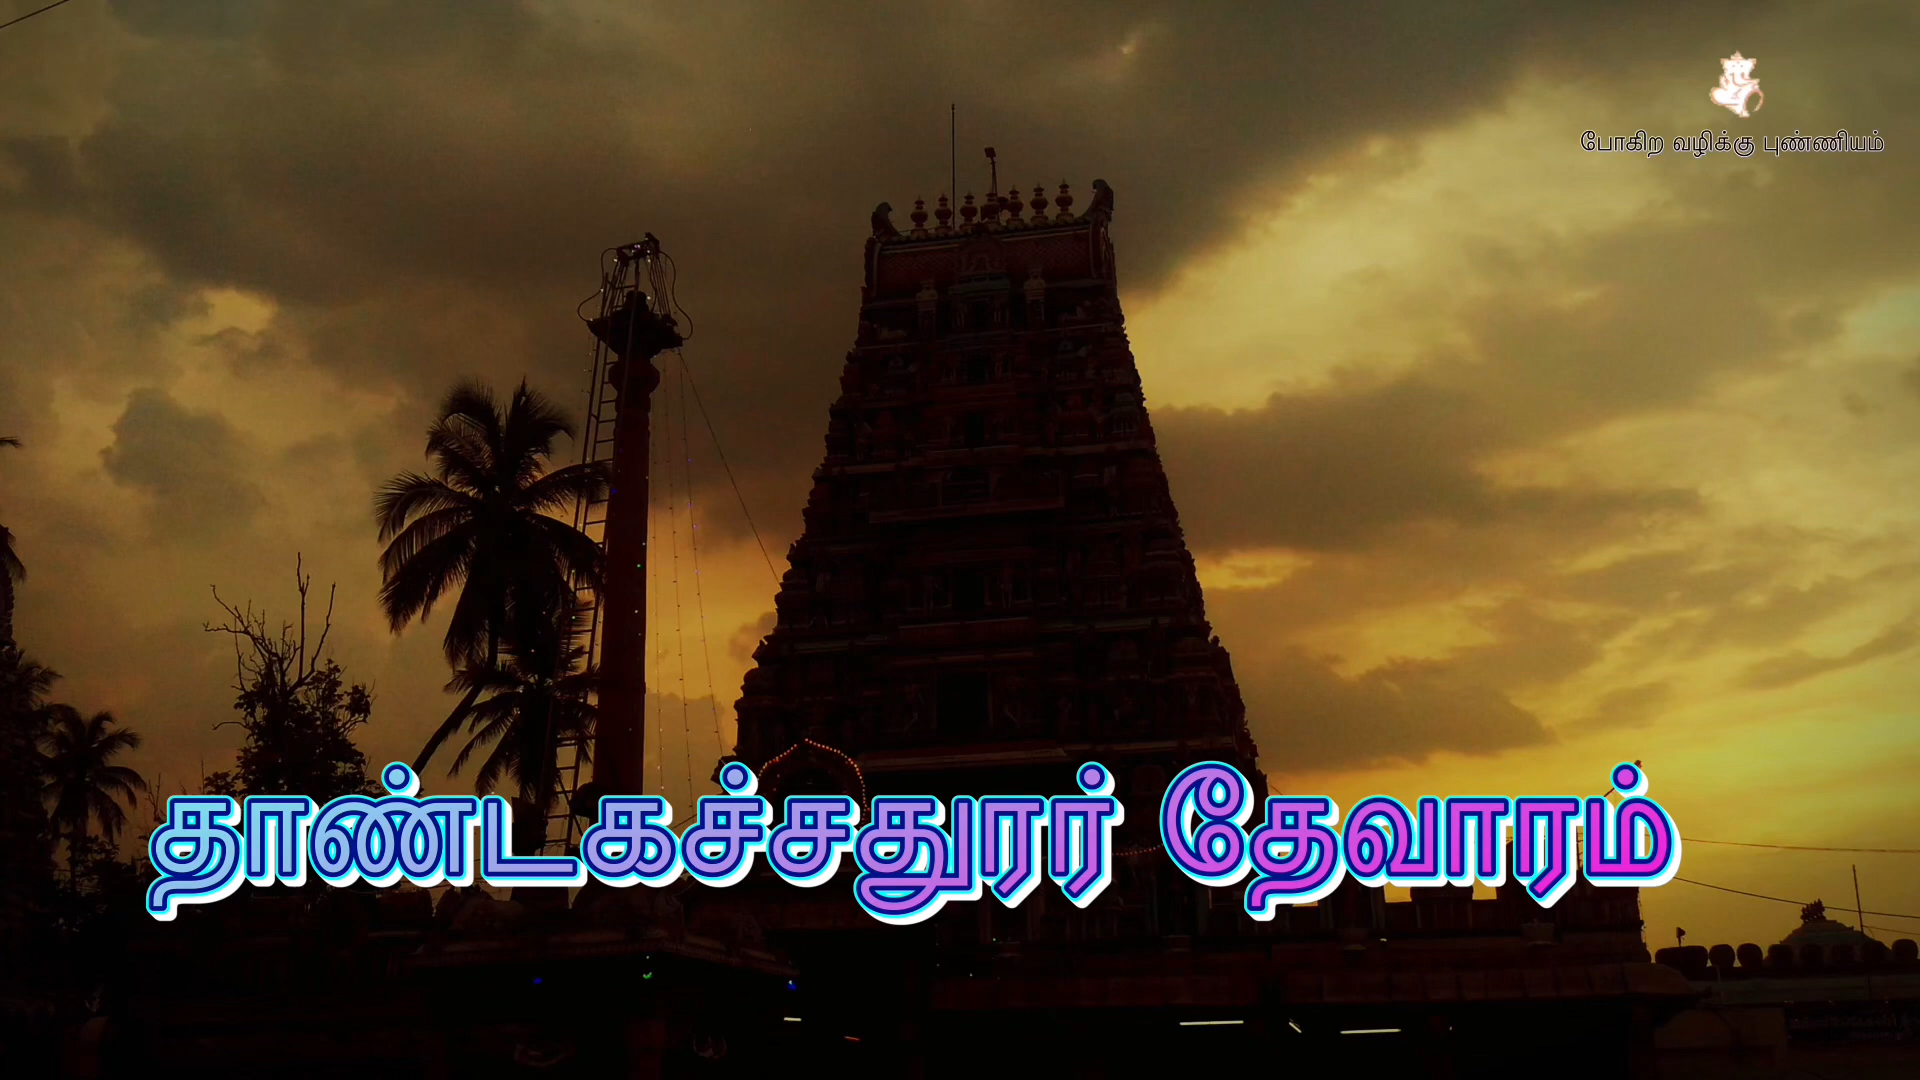 போகிற வழிக்கு புண்ணியம்
தாண்டகச்சதுரர் தேவாரம்